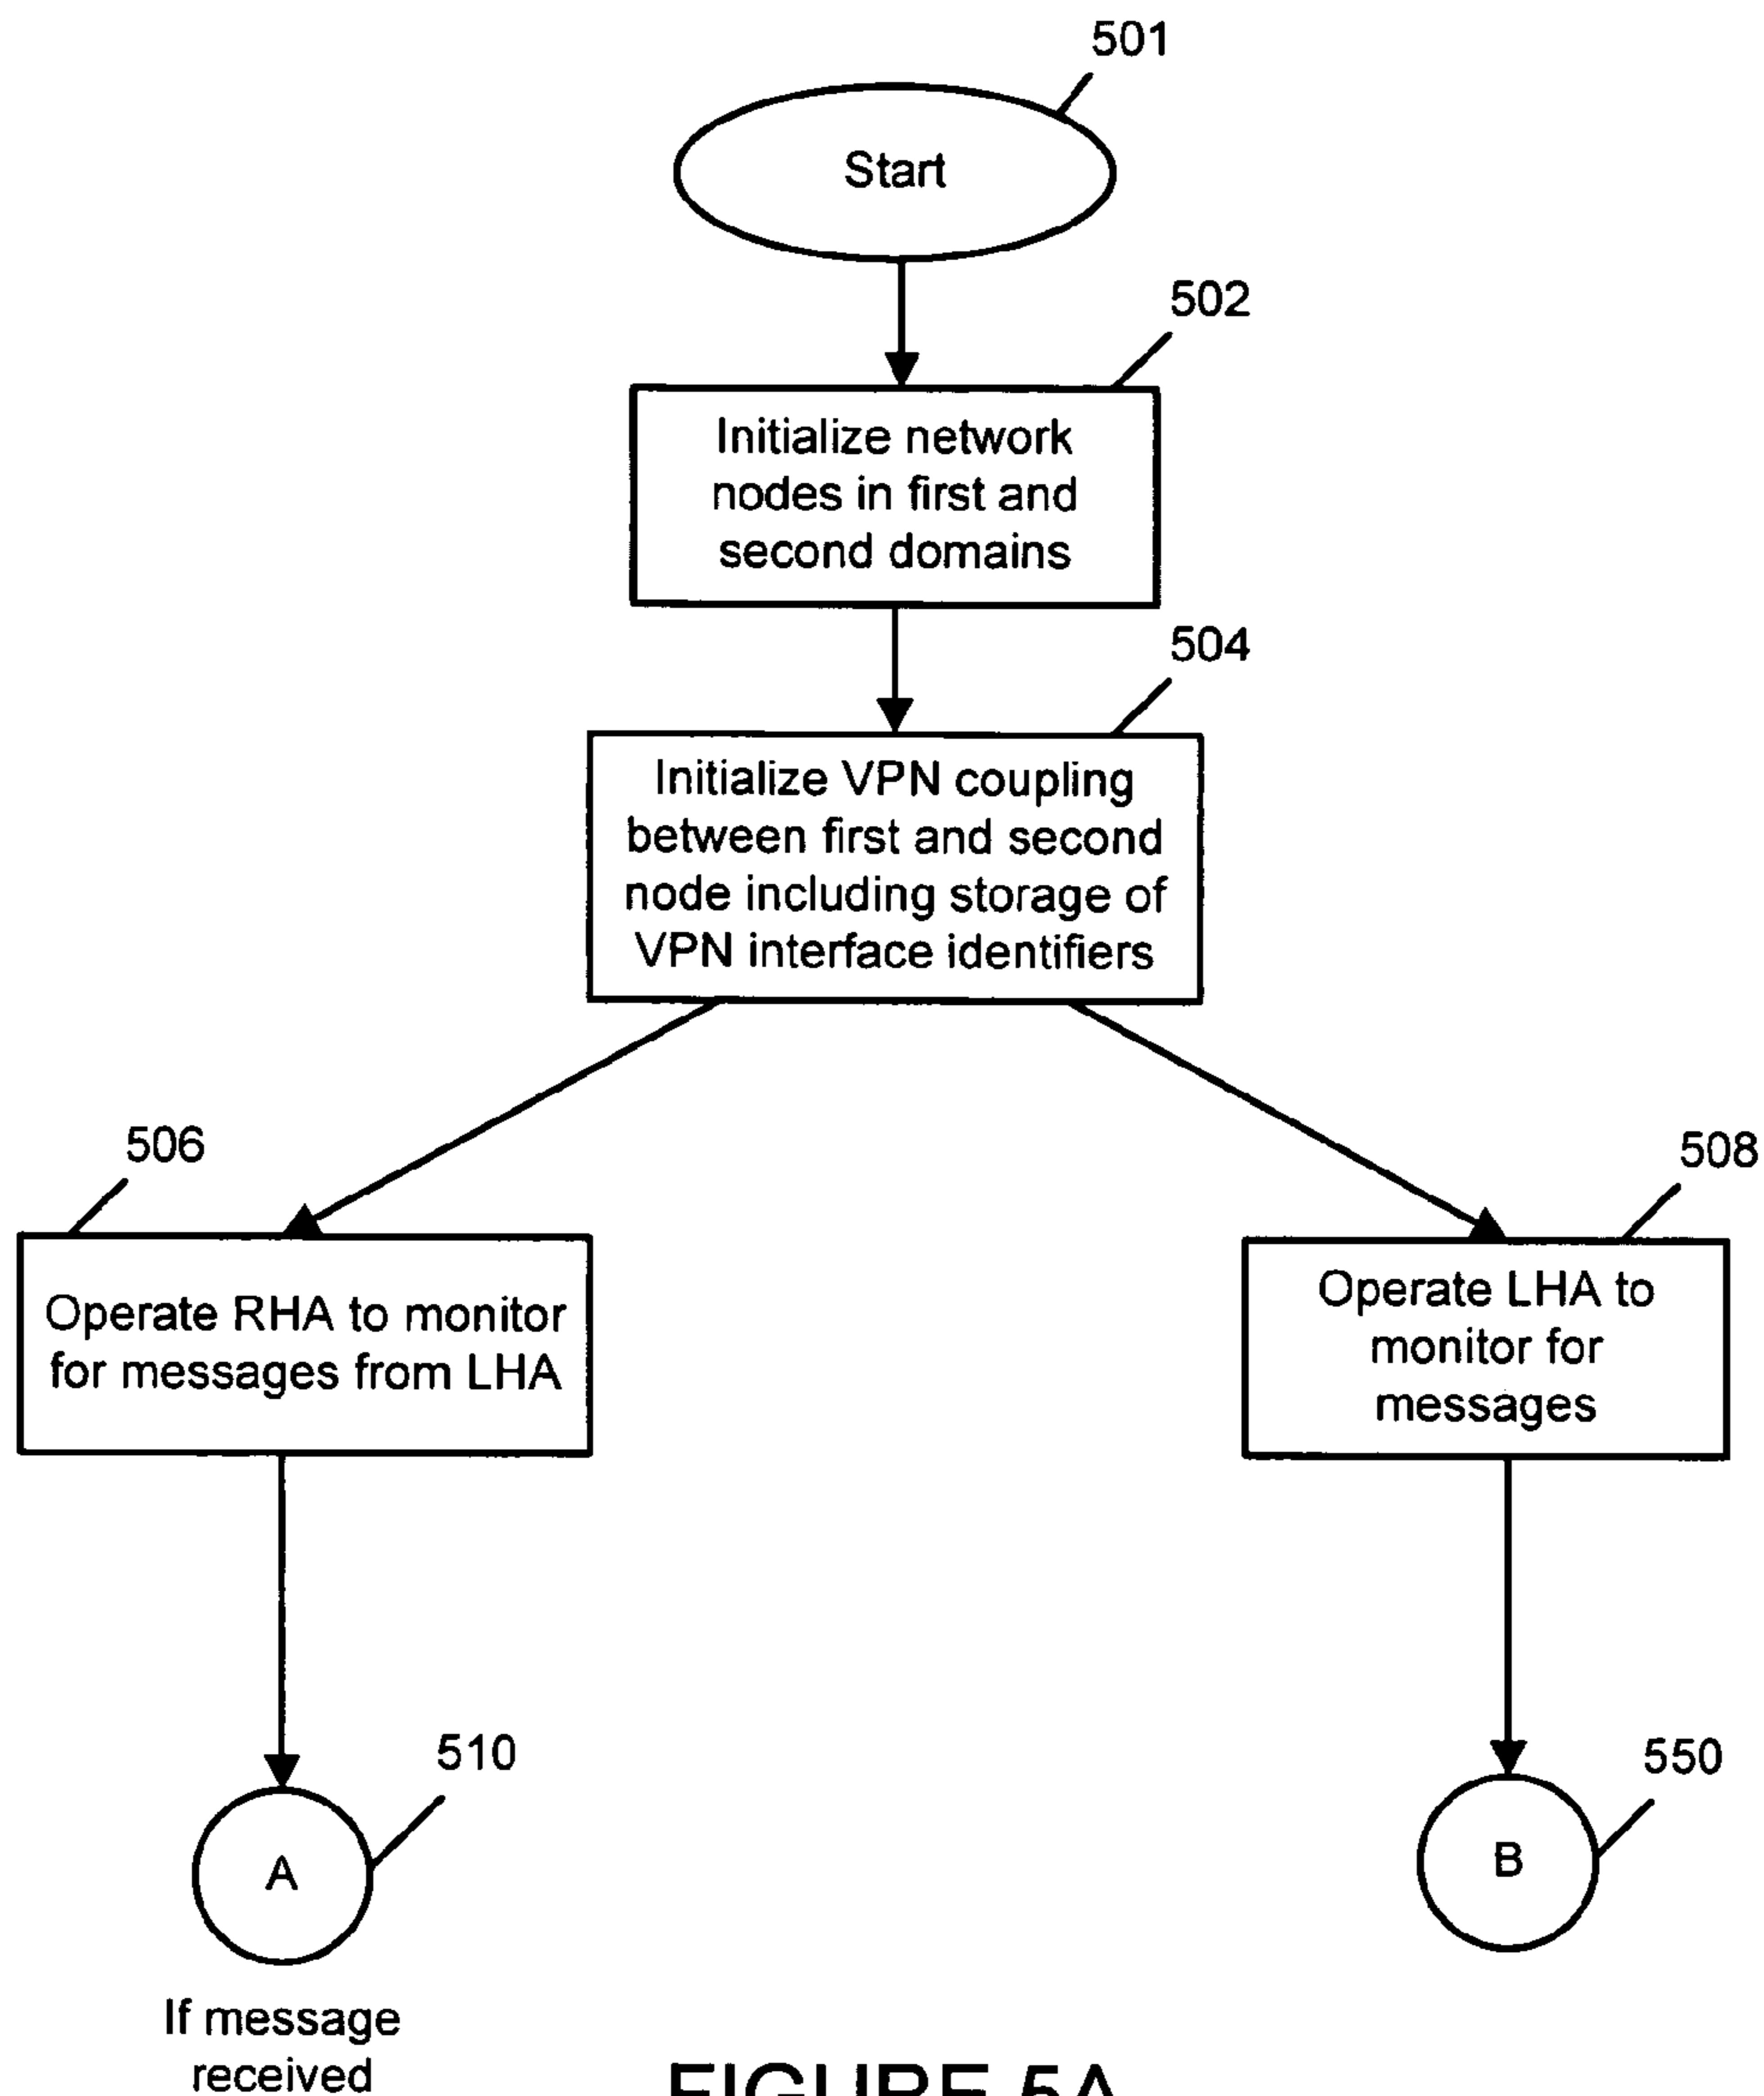 501
Start
502
Initialize network
nodes in first and
second domains
504
Initialize VPN coupling
between first and second
node including storage of
VPN interface identifiers
506
508
Operate RHA to monitor
for messages from LHA
Operate LHA to
monitor for
messages
510
550
A
B
If message
received
FIGURE 5A